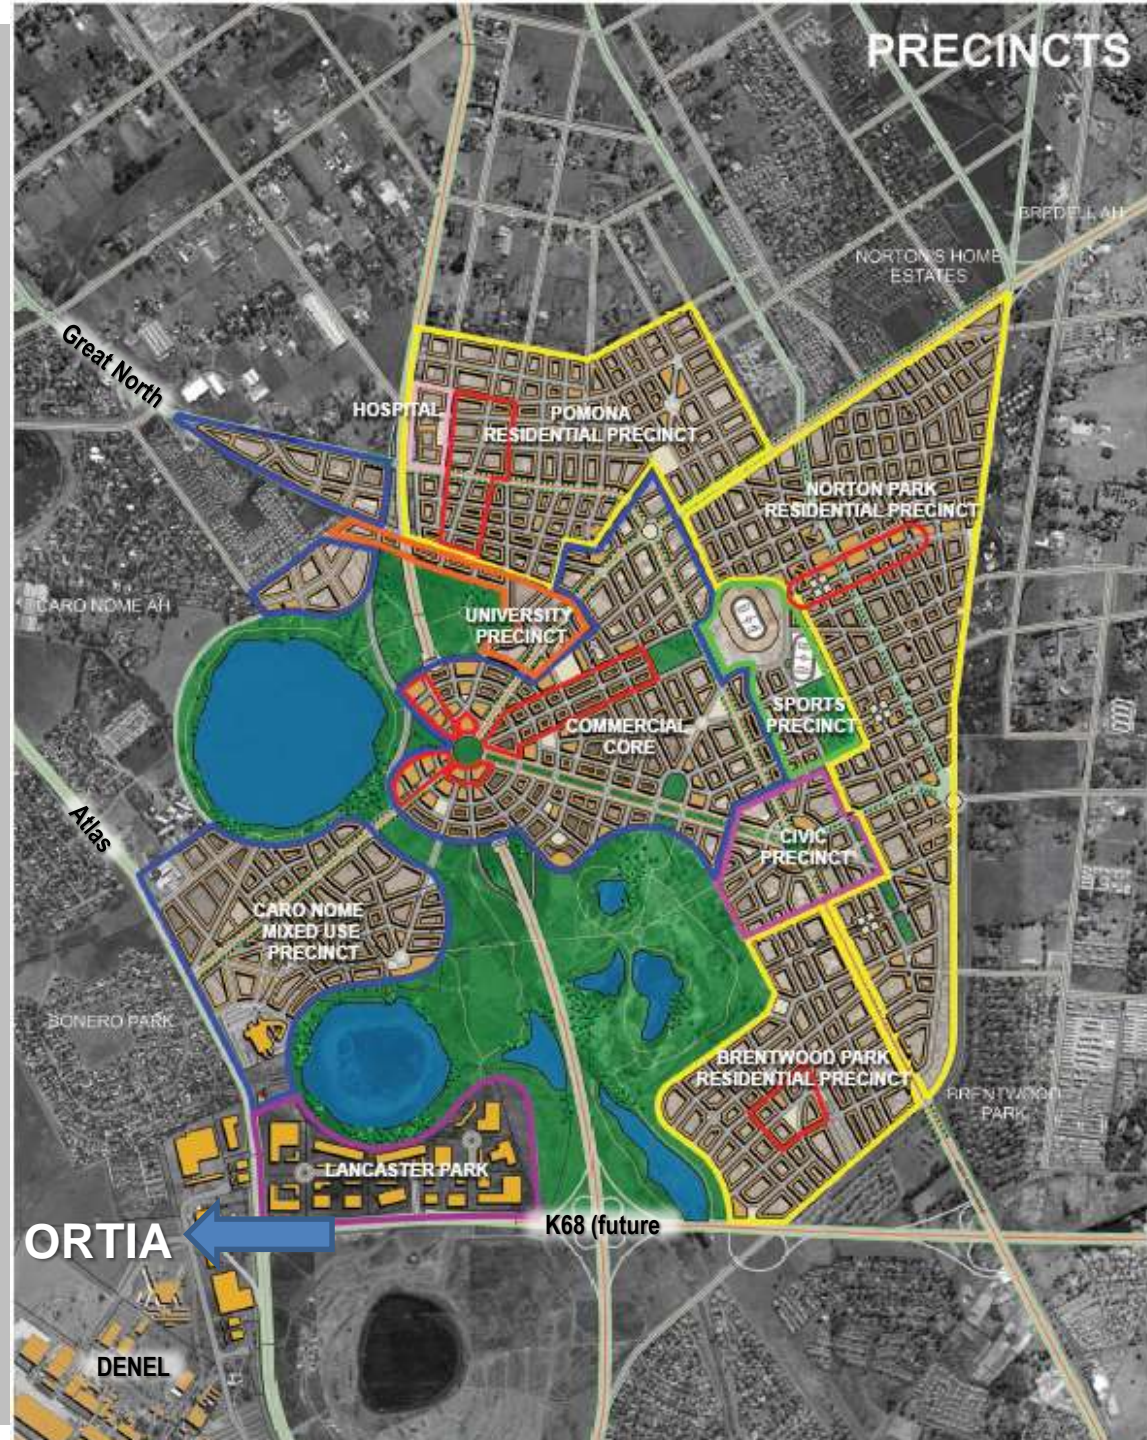 PRECINCTS
BREDELL AH
NORTON'S HOME
ESTATES
Great North
HOSPITAL
POMONA
RESIDENTIAL PRECINCT
NORTON PARK
RESIDENTIAL PRECINCT
CARO NOME AH
UNIVERSITY
PRECINCT
SPORTS
PRECINCT
COMMERCIAL
CORE
Atlas
CIVIC
PRECINCT
CARO NOME
MIXED USE
PRECINCT
BONERO PARK
BRENTWOOD PARK
RESIDENTIAL PRECINCT
BRENTWOOD
PARK
LANCASTER PARK
K68 (future
ORTIA
DENEL